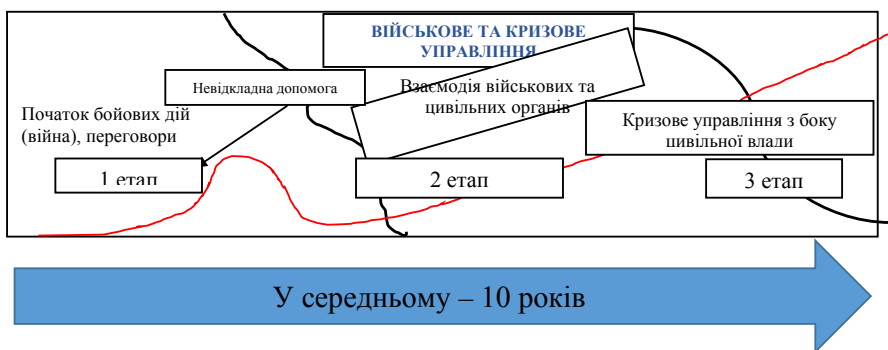 ВІЙСЬКОВЕ ТА КРИЗОВЕ
УПРАВЛІННЯ
Невідкладна допомога
Взаємодія військових та
цивільних органів
Початок бойових дій
(війна), переговори
Кризове управління з боку
цивільної влади
1 етап
2 етап
3 етап
У середньому – 10 років